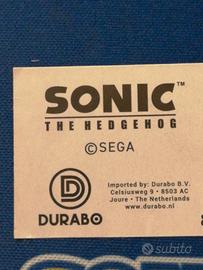 SONIC™
THE HEDGEHOG
©SEGA
D
DURABO
Imported by: Durabo B.V.
Celsiusweg 9 • 8503 AC
Joure • The Netherlands
www.durabo.nl
subito